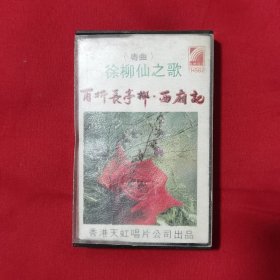 （粤曲）
徐柳仙之歌
再折长亭柳·西廂記
香港天虹唱片公司出品